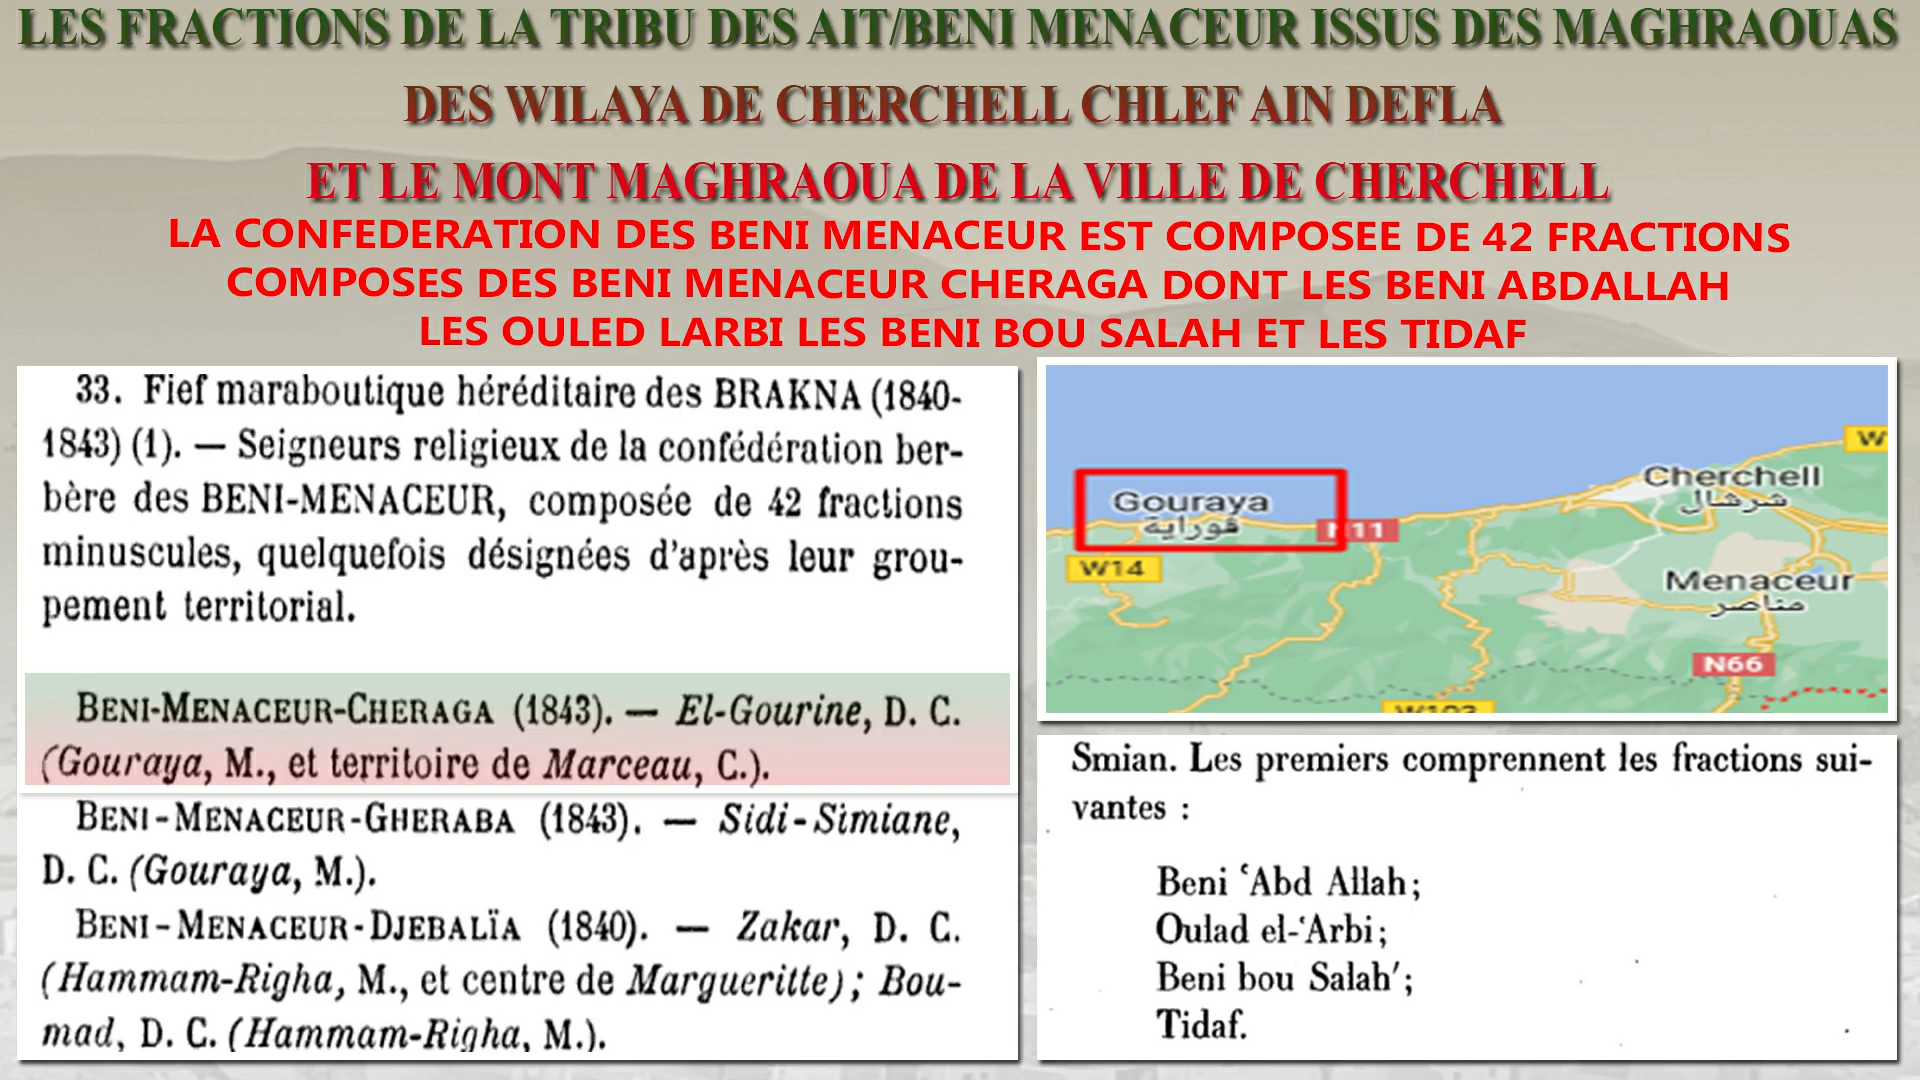 LES FRACTIONS DE LA TRIBU DES AIT/BENI MENACEUR ISSUS DES MAGHRAOUAS
DES WILAYA DE CHERCHELL CHLEF AIN DEFLA
ET LE MONT MAGHRAOUA DE LA VILLE DE CHERCHELL
LA CONFEDERATION DES BENI MENACEUR EST COMPOSEE DE 42 FRACTIONS
COMPOSES DES BENI MENACEUR CHERAGA DONT LES BENI ABDALLAH
LES OULED LARBI LES BENI BOU SALAH ET LES TIDAF
33. Fief maraboutique héréditaire des BRAKNA (1840-
1843) (1). — Seigneurs religieux de la confédération ber-
bère des BENI-MENACEUR, composée de 42 fractions
minuscules, quelquefois désignées d'après leur grou-
pement territorial.
BENI-MENACEUR-CHERAGA (1843). — El-Gourine, D. C.
(Gouraya, M., et territoire de Marceau, C.).
BENI-MENACEUR-GHERABA (1843). — Sidi-Simiane,
D. C. (Gouraya, M.).
BENI-MENACEUR-DJEBALÏA (1840). — Zakar, D. C.
(Hammam-Righa, M., et centre de Margueritte); Bou-
mad, D. C. (Hammam-Righa, M.).
W
Cherchell
شرشال
Gouraya
قوراية
N11
W14
Menaceur
مناصر
N66
W103
Smian. Les premiers comprennent les fractions sui-
vantes :
Beni ʿAbd Allah;
Oulad el-ʿArbi;
Beni bou Salah';
Tidaf.